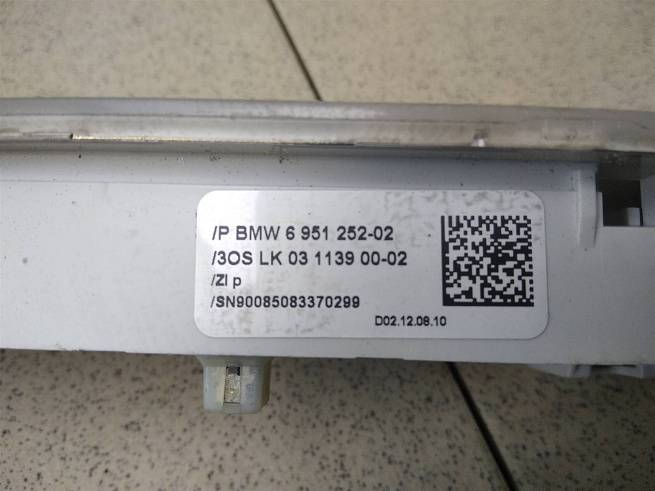 /P BMW 6 951 252-02
/3OS LK 03 1139 00-02
/ZI p
/SN90085083370299
D02.12.08.10